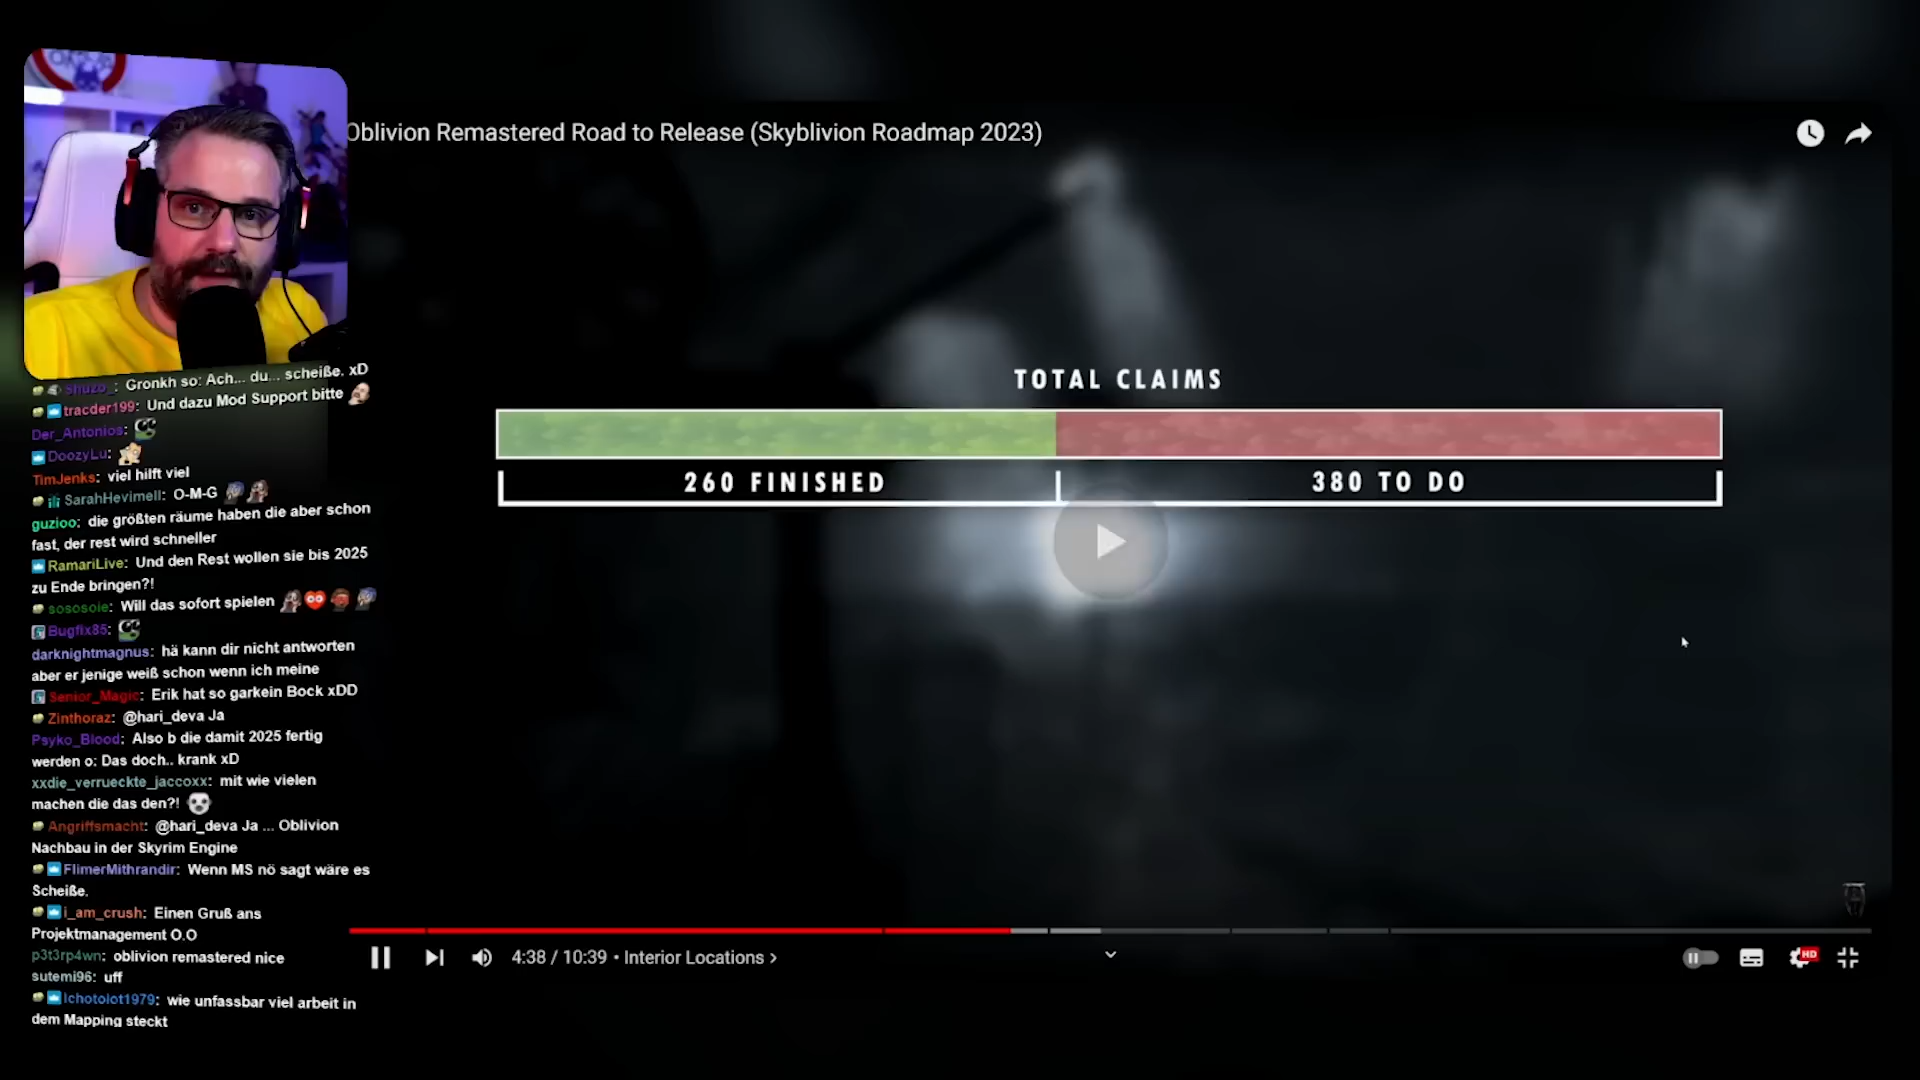 Oblivion Remastered Road to Release (Skyblivion Roadmap 2023)
TOTAL CLAIMS
260 FINISHED
380 TO DO
Shuzo_: Gronkh so: Ach... du... scheiße. xD
tracder199: Und dazu Mod Support bitte
Der_Antonios:
DoozyLu:
TimJenks: viel hilft viel
SarahHevimell: O-M-G
guzioo: die größten räume haben die aber schon
fast, der rest wird schneller
RamariLive: Und den Rest wollen sie bis 2025
zu Ende bringen?!
sososoie: Will das sofort spielen
Bugfix85:
darknightmagnus: hä kann dir nicht antworten
aber er jenige weiß schon wenn ich meine
Senior_Magic: Erik hat so garkein Bock xDD
Zinthoraz: @hari_deva Ja
Psyko_Blood: Also b die damit 2025 fertig
werden o: Das doch.. krank xD
xxdie_verrueckte_jaccoxx: mit wie vielen
machen die das den?!
Angriffsmacht: @hari_deva Ja ... Oblivion
Nachbau in der Skyrim Engine
FlimerMithrandir: Wenn MS nö sagt wäre es
Scheiße.
i_am_crush: Einen Gruß ans
Projektmanagement O.O
p3t3rp4wn: oblivion remastered nice
sutemi96: uff
Ichotolot1979: wie unfassbar viel arbeit in
dem Mapping steckt
4:38 / 10:39 • Interior Locations ›
HD